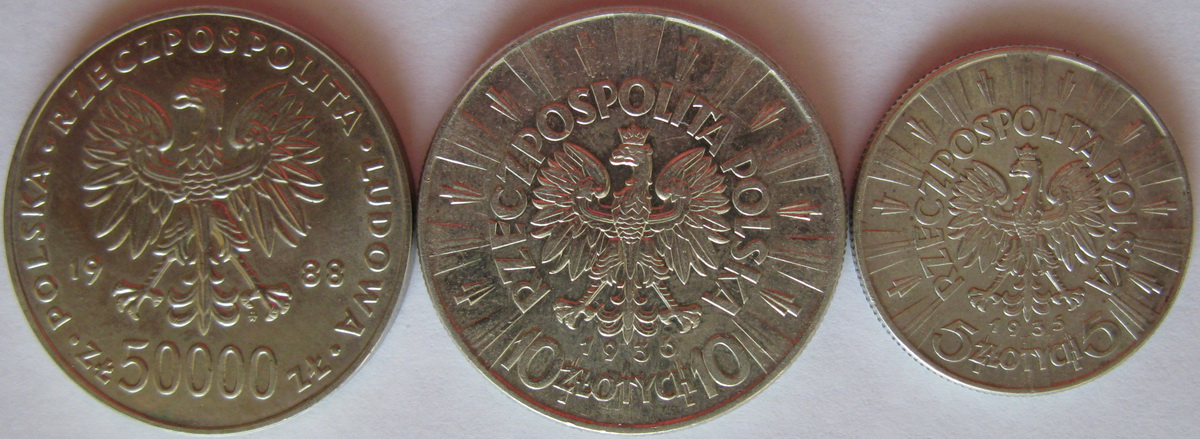 POLSKA · RZECZPOSPOLITA · LUDOWA
19 88
· ZŁ 50000 ZŁ ·
RZECZPOSPOLITA POLSKA
1936
10 ZŁOTYCH 10
RZECZPOSPOLITA POLSKA
1935
5 ZŁOTYCH 5